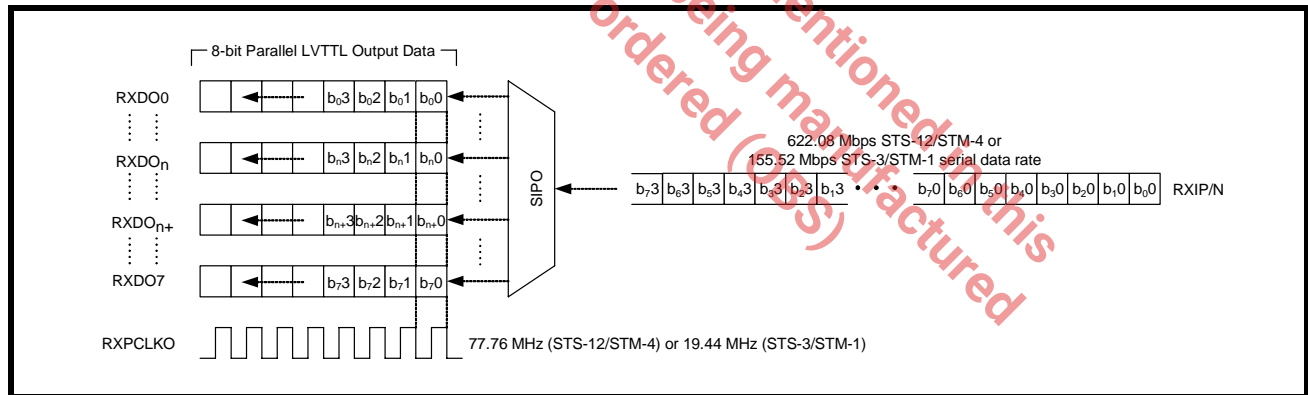 8-bit Parallel LVTTL Output Data
RXDO0
b₀3 b₀2 b₀1 b₀0
RXDOn
bₙ3 bₙ2 bₙ1 bₙ0
RXDOn+
bₙ₊3 bₙ₊2 bₙ₊1 bₙ₊0
RXDO7
b₇3 b₇2 b₇1 b₇0
RXPCLKO
77.76 MHz (STS-12/STM-4) or 19.44 MHz (STS-3/STM-1)
SIPO
622.08 Mbps STS-12/STM-4 or
155.52 Mbps STS-3/STM-1 serial data rate
b₇3 b₆3 b₅3 b₄3 b₃3 b₂3 b₁3 • • • b₇0 b₆0 b₅0 b₄0 b₃0 b₂0 b₁0 b₀0
RXIP/N
mentioned in this
being manufactured
ordered (OBS)